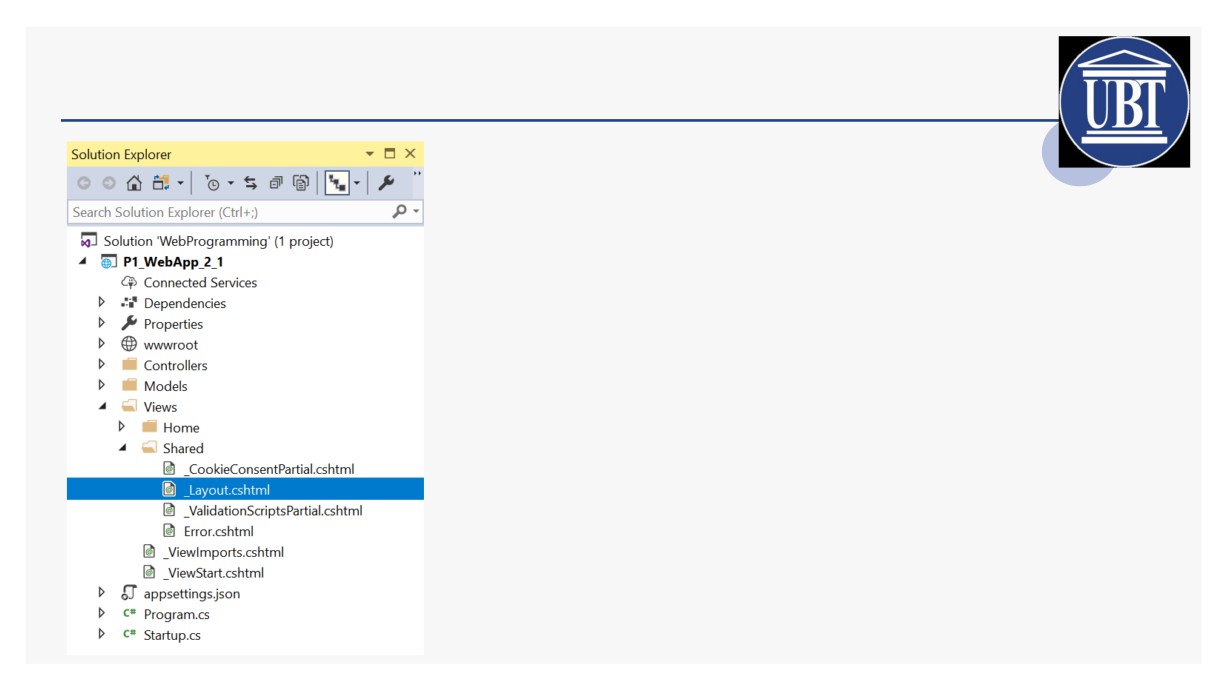 UBT
Solution Explorer
Search Solution Explorer (Ctrl+;)
Solution 'WebProgramming' (1 project)
P1_WebApp_2_1
Connected Services
Dependencies
Properties
wwwroot
Controllers
Models
Views
Home
Shared
_CookieConsentPartial.cshtml
_Layout.cshtml
_ValidationScriptsPartial.cshtml
Error.cshtml
_ViewImports.cshtml
_ViewStart.cshtml
appsettings.json
C# Program.cs
C# Startup.cs